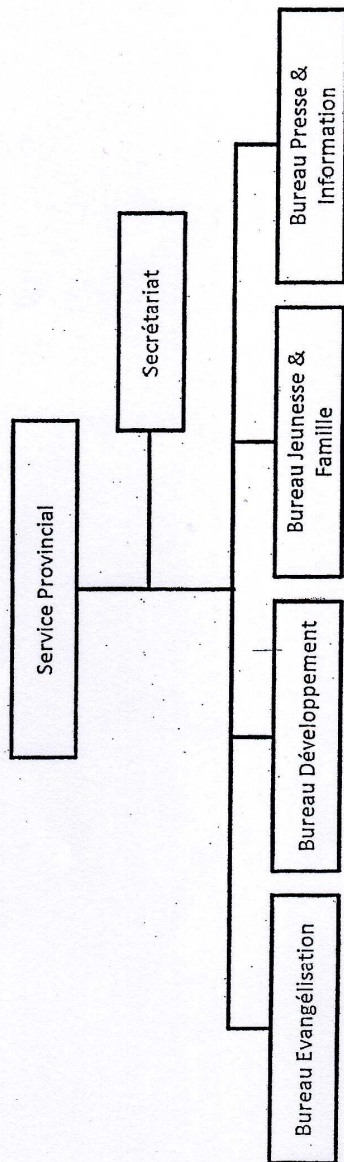 Service Provincial
Secrétariat
Bureau Evangélisation
Bureau Développement
Bureau Jeunesse &
Famille
Bureau Presse &
Information